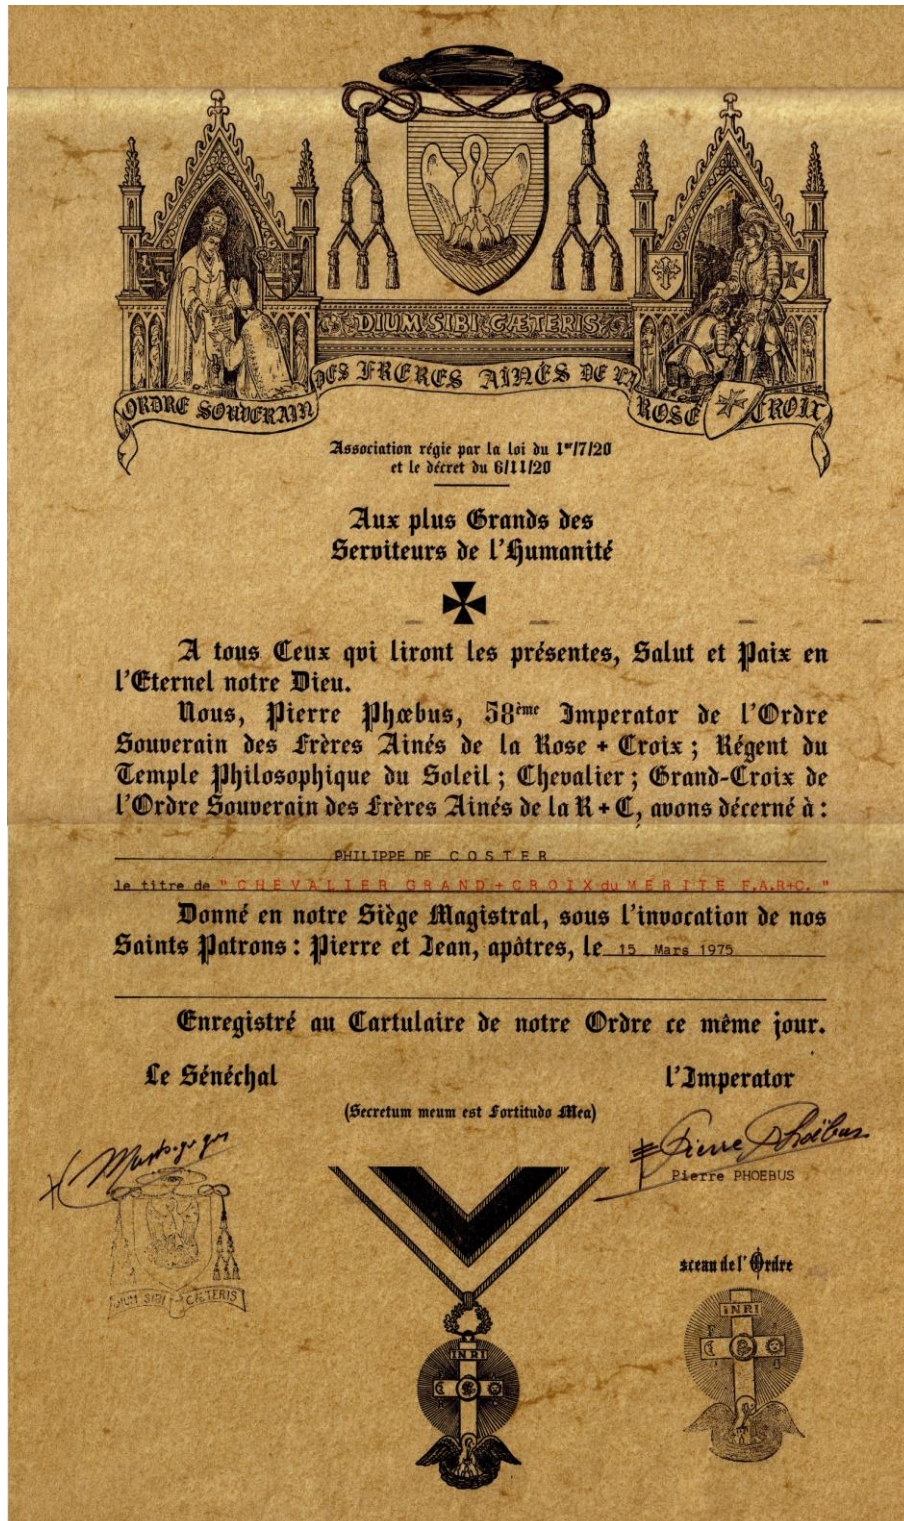 DIUM SIBI CÆTERIS
ORDRE SOUVERAIN DES FRERES AINÉS DE LA ROSE CROIX
Association régie par la loi du 1er/7/20
et le décret du 6/11/20
Aux plus Grands des
Serviteurs de l'Humanité
A tous Ceux qui liront les présentes, Salut et Paix en
l'Eternel notre Dieu.
Nous, Pierre Phœbus, 58ème Imperator de l'Ordre
Souverain des Frères Ainés de la Rose + Croix ; Régent du
Temple Philosophique du Soleil ; Chevalier ; Grand-Croix de
l'Ordre Souverain des Frères Ainés de la R + C, avons décerné à :
PHILIPPE DE COSTER
le titre de "CHEVALIER GRAND+CROIX du MERITE F.A.R+C."
Donné en notre Siège Magistral, sous l'invocation de nos
Saints Patrons : Pierre et Jean, apôtres, le 15 Mars 1975
Enregistré au Cartulaire de notre Ordre ce même jour.
Le Sénéchal
l'Imperator
(Secretum meum est Fortitudo Mea)
Pierre Phoëbus
Pierre PHOEBUS
sceau de l'Ordre
DIUM SIBI CÆTERIS
INRI
INRI